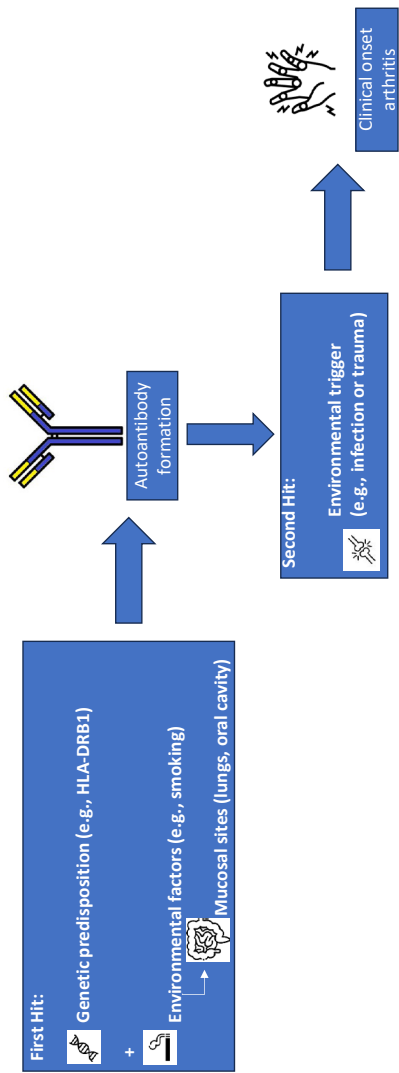 First Hit:
Genetic predisposition (e.g., HLA-DRB1
+
Environmental factors (e.g., smoking)
Mucosal sites (lungs, oral cavity)
Autoantibody
formation
Second Hit:
Environmental trigger
(e.g., infection or trauma)
Clinical onset
arthritis